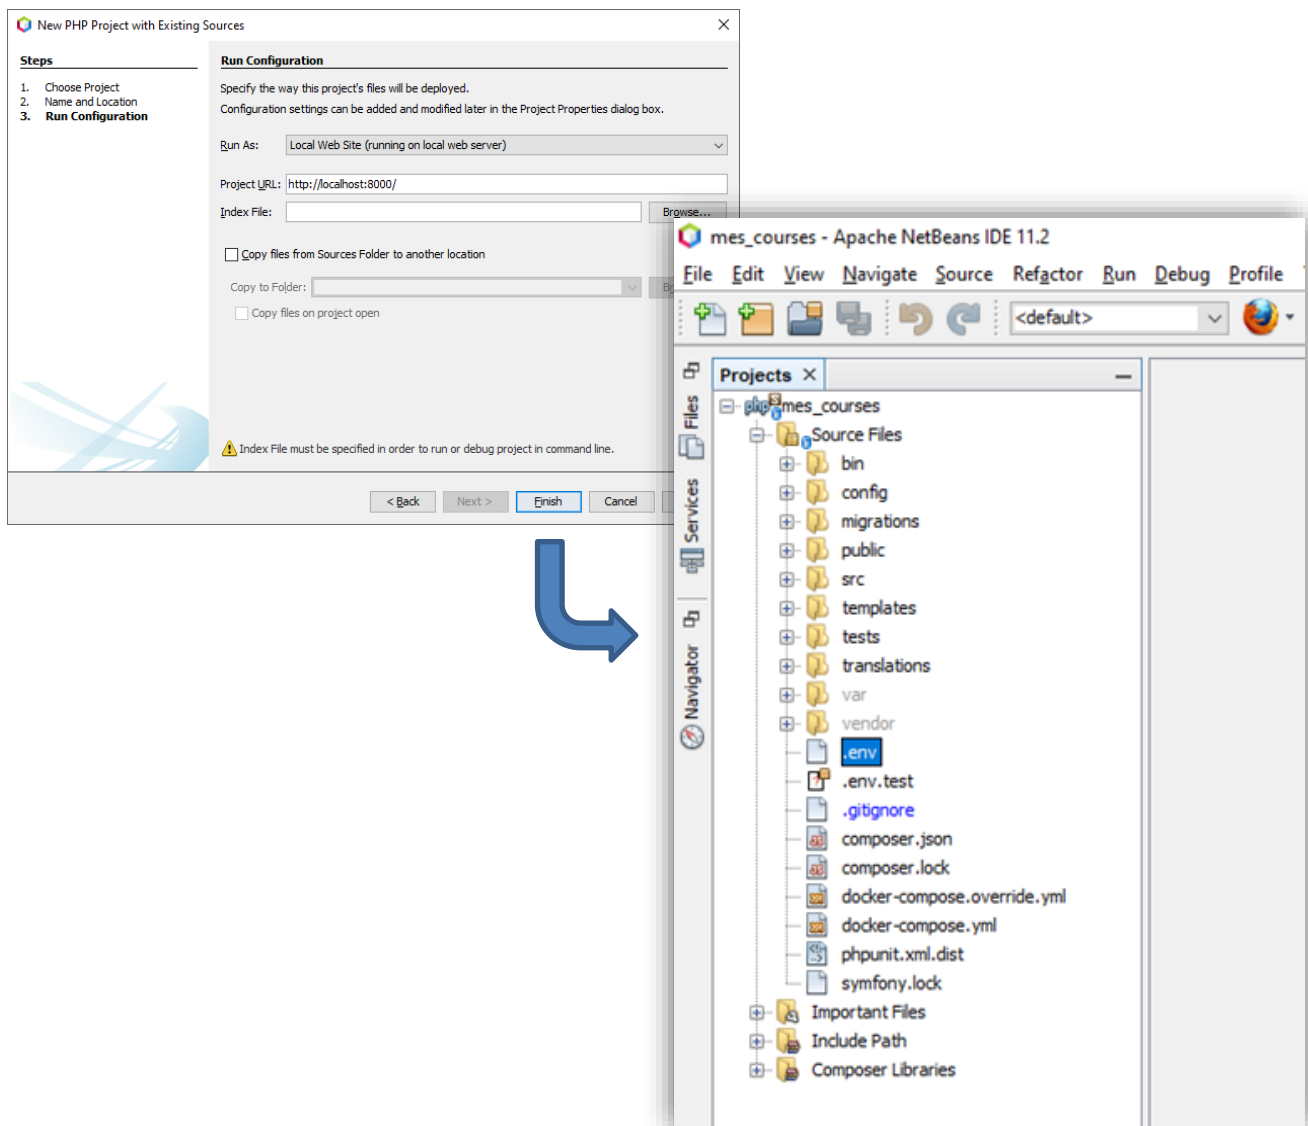 New PHP Project with Existing Sources
Steps
1. Choose Project
2. Name and Location
3. Run Configuration
Run Configuration
Specify the way this project's files will be deployed.
Configuration settings can be added and modified later in the Project Properties dialog box.
Run As: Local Web Site (running on local web server)
Project URL: http://localhost:8000/
Index File: Browse...
Copy files from Sources Folder to another location
Copy to Folder:
Copy files on project open
Index File must be specified in order to run or debug project in command line.
< Back Next > Finish Cancel
mes_courses - Apache NetBeans IDE 11.2
File Edit View Navigate Source Refactor Run Debug Profile
<default>
Files
Services
Navigator
Projects
php mes_courses
Source Files
bin
config
migrations
public
src
templates
tests
translations
var
vendor
.env
.env.test
.gitignore
composer.json
composer.lock
docker-compose.override.yml
docker-compose.yml
phpunit.xml.dist
symfony.lock
Important Files
Include Path
Composer Libraries